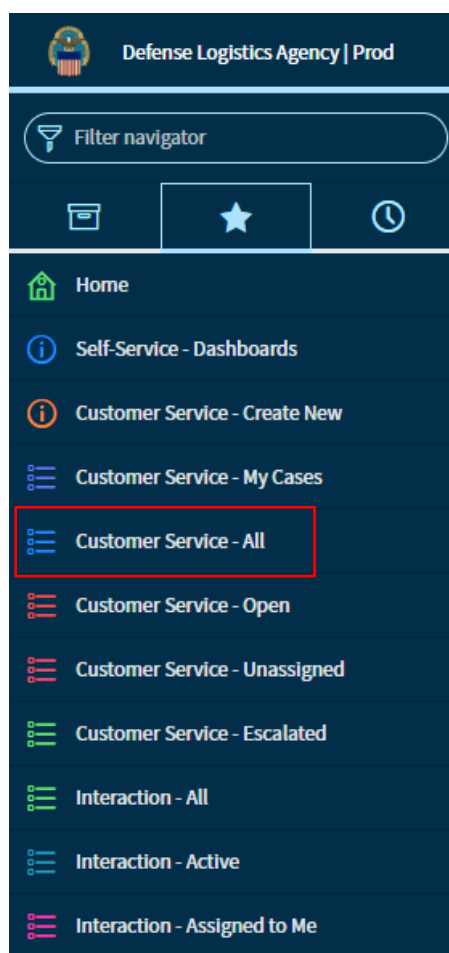 Defense Logistics Agency | Prod
Filter navigator
Home
Self-Service - Dashboards
Customer Service - Create New
Customer Service - My Cases
Customer Service - All
Customer Service - Open
Customer Service - Unassigned
Customer Service - Escalated
Interaction - All
Interaction - Active
Interaction - Assigned to Me